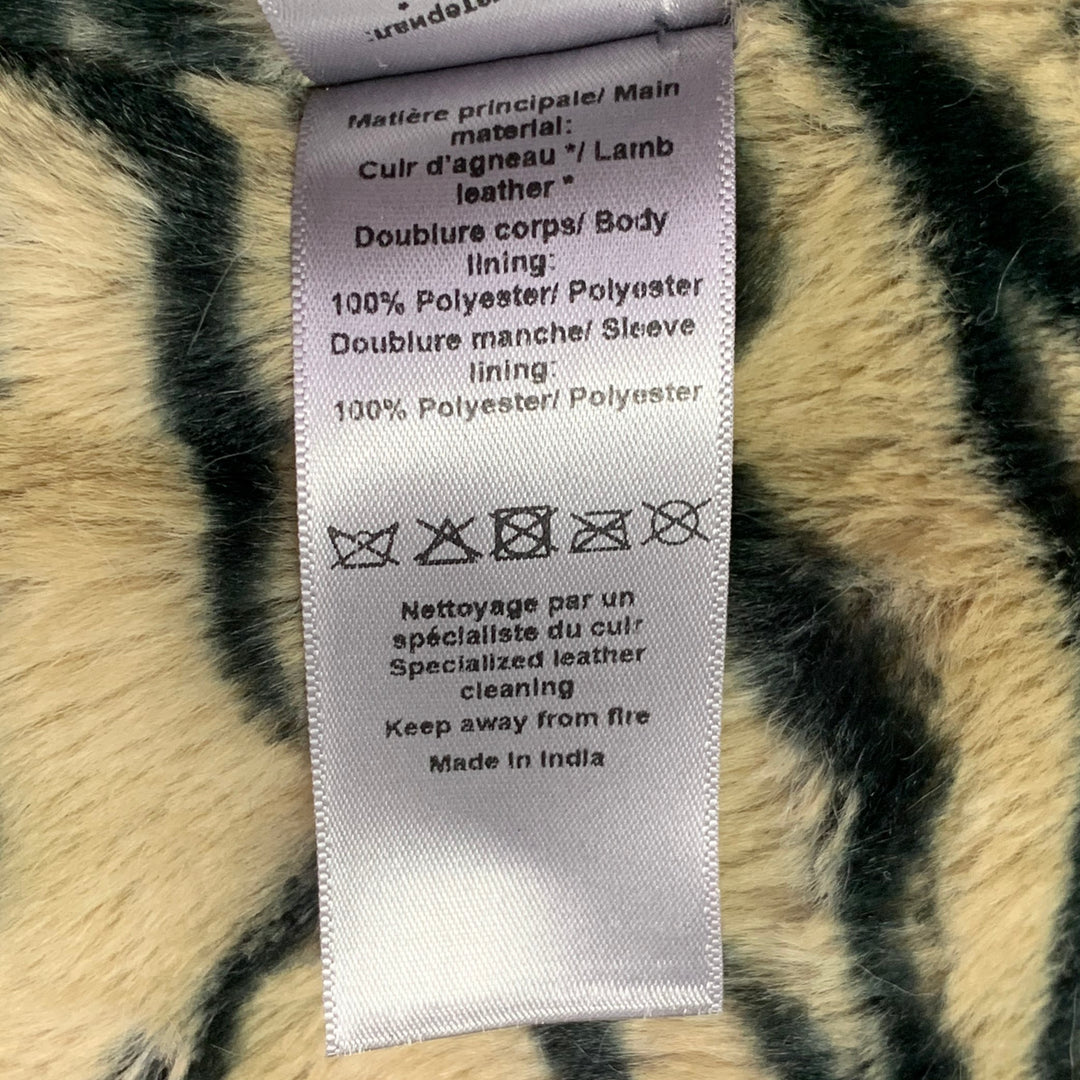 Matière principale/ Main
material:
Cuir d'agneau */ Lamb
leather *
Doublure corps/ Body
lining:
100% Polyester/ Polyester
Doublure manche/ Sleeve
lining:
100% Polyester/ Polyester
Nettoyage par un
spécialiste du cuir
Specialized leather
cleaning
Keep away from fire
Made in India